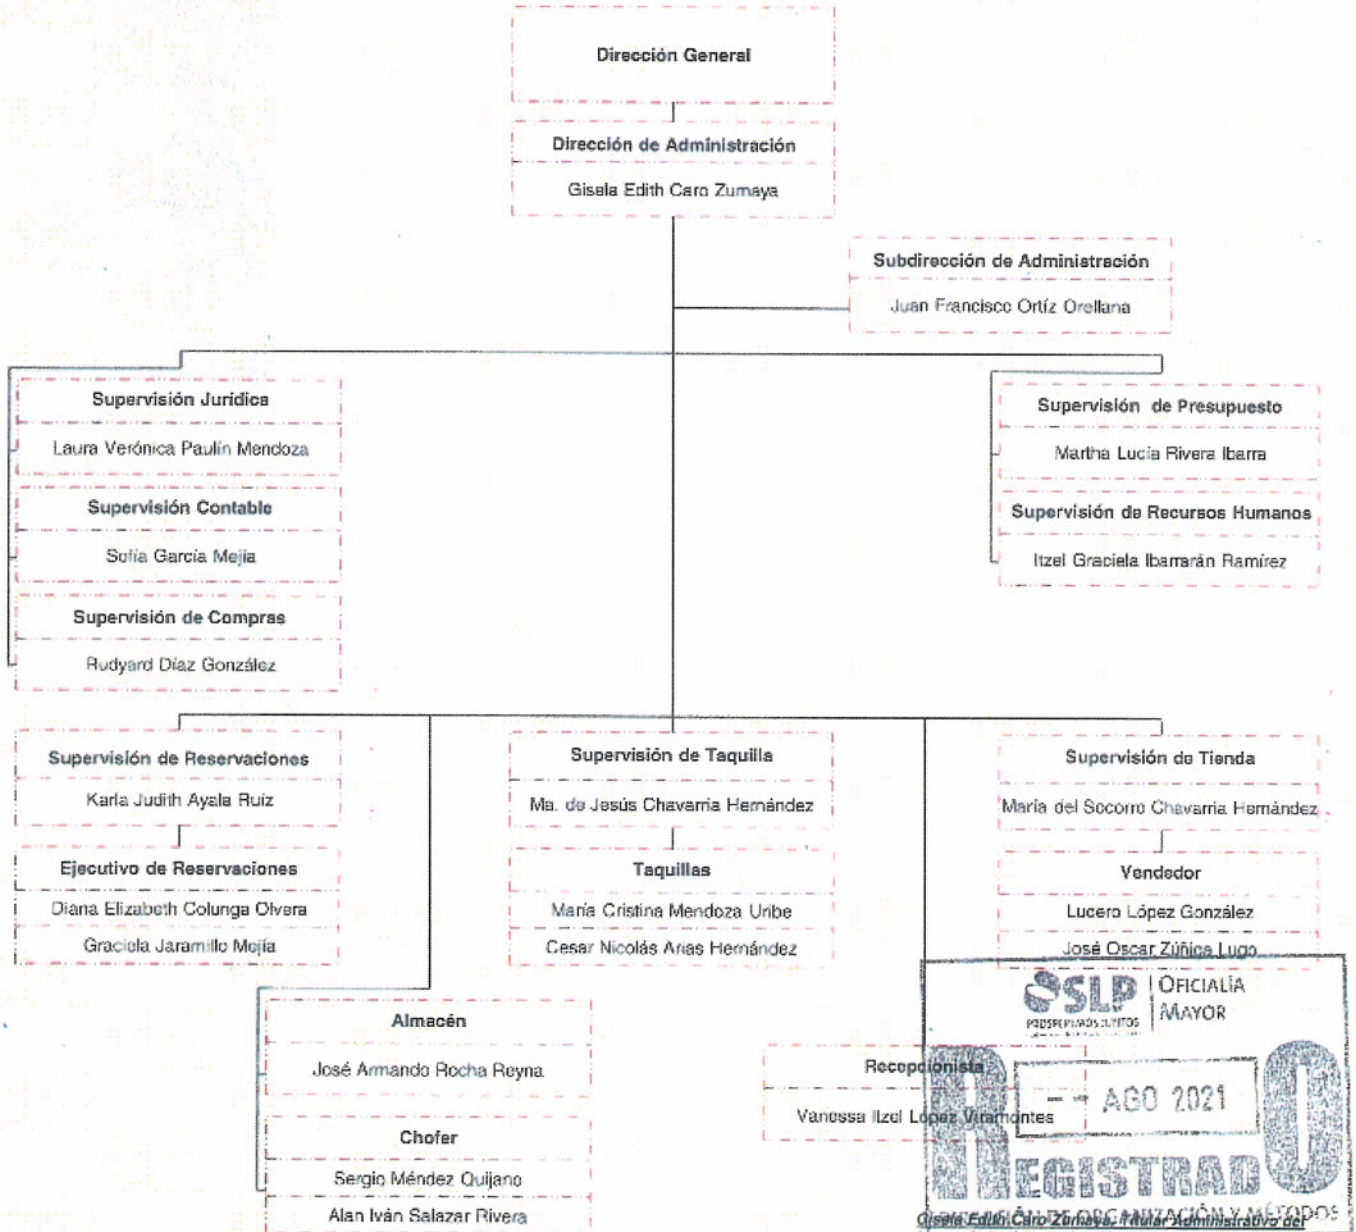 Dirección General
Dirección de Administración
Gisela Edith Caro Zumaya
Subdirección de Administración
Juan Francisco Ortíz Orellana
Supervisión Jurídica
Laura Verónica Paulín Mendoza
Supervisión Contable
Sofía García Mejía
Supervisión de Compras
Rudyard Díaz González
Supervisión de Presupuesto
Martha Lucía Rivera Ibarra
Supervisión de Recursos Humanos
Itzel Graciela Ibarrarán Ramírez
Supervisión de Reservaciones
Karla Judith Ayala Ruíz
Ejecutivo de Reservaciones
Diana Elizabeth Colunga Olvera
Graciela Jaramillo Mejía
Supervisión de Taquilla
Ma. de Jesús Chavarria Hernández
Taquillas
María Cristina Mendoza Uribe
Cesar Nicolás Arias Hernández
Supervisión de Tienda
María del Socorro Chavarria Hernández
Vendedor
Lucero López González
José Oscar Zúñiga Lugo
Almacén
José Armando Rocha Reyna
Chofer
Sergio Méndez Quijano
Alan Iván Salazar Rivera
Recepcionista
Vanessa Itzel López Viramontes
SLP
OFICIALÍA
MAYOR
AGO 2021
REGISTRADO
DE ORGANIZACIÓN Y MÉTODOS
Gisela Edith Caro Zumaya. Titular Administrativo del